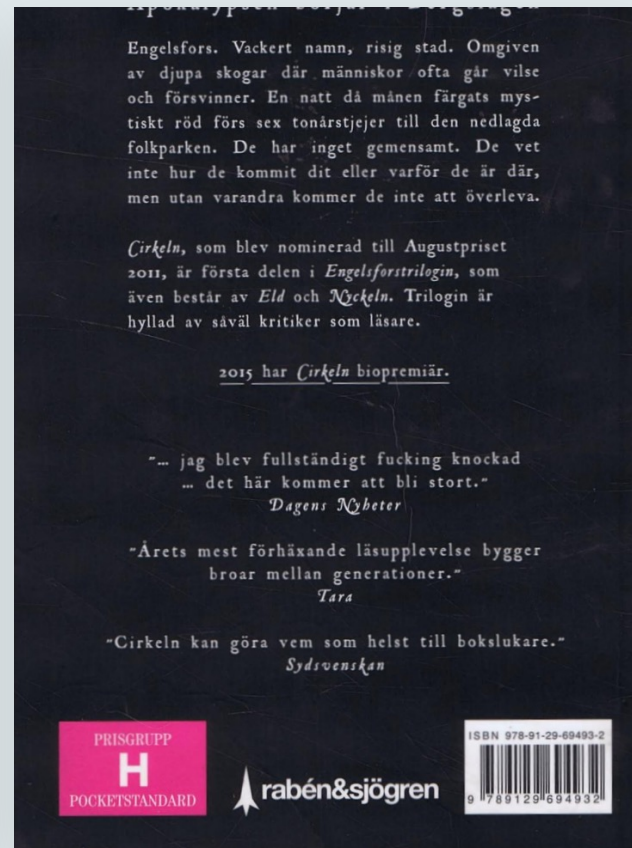 Apokalypsen börjar i Bergslagen
Engelsfors. Vackert namn, risig stad. Omgiven
av djupa skogar där människor ofta går vilse
och försvinner. En natt då månen färgats mys-
tiskt röd förs sex tonårstjejer till den nedlagda
folkparken. De har inget gemensamt. De vet
inte hur de kommit dit eller varför de är där,
men utan varandra kommer de inte att överleva.
Cirkeln, som blev nominerad till Augustpriset
2011, är första delen i Engelsforstrilogin, som
även består av Eld och Nyckeln. Trilogin är
hyllad av såväl kritiker som läsare.
2015 har Cirkeln biopremiär.
"... jag blev fullständigt fucking knockad
... det här kommer att bli stort."
Dagens Nyheter
"Årets mest förhäxande läsupplevelse bygger
broar mellan generationer."
Tara
"Cirkeln kan göra vem som helst till bokslukare."
Sydsvenskan
PRISGRUPP
H
POCKETSTANDARD
rabén&sjögren
ISBN 978-91-29-69493-2
9 789129 694932